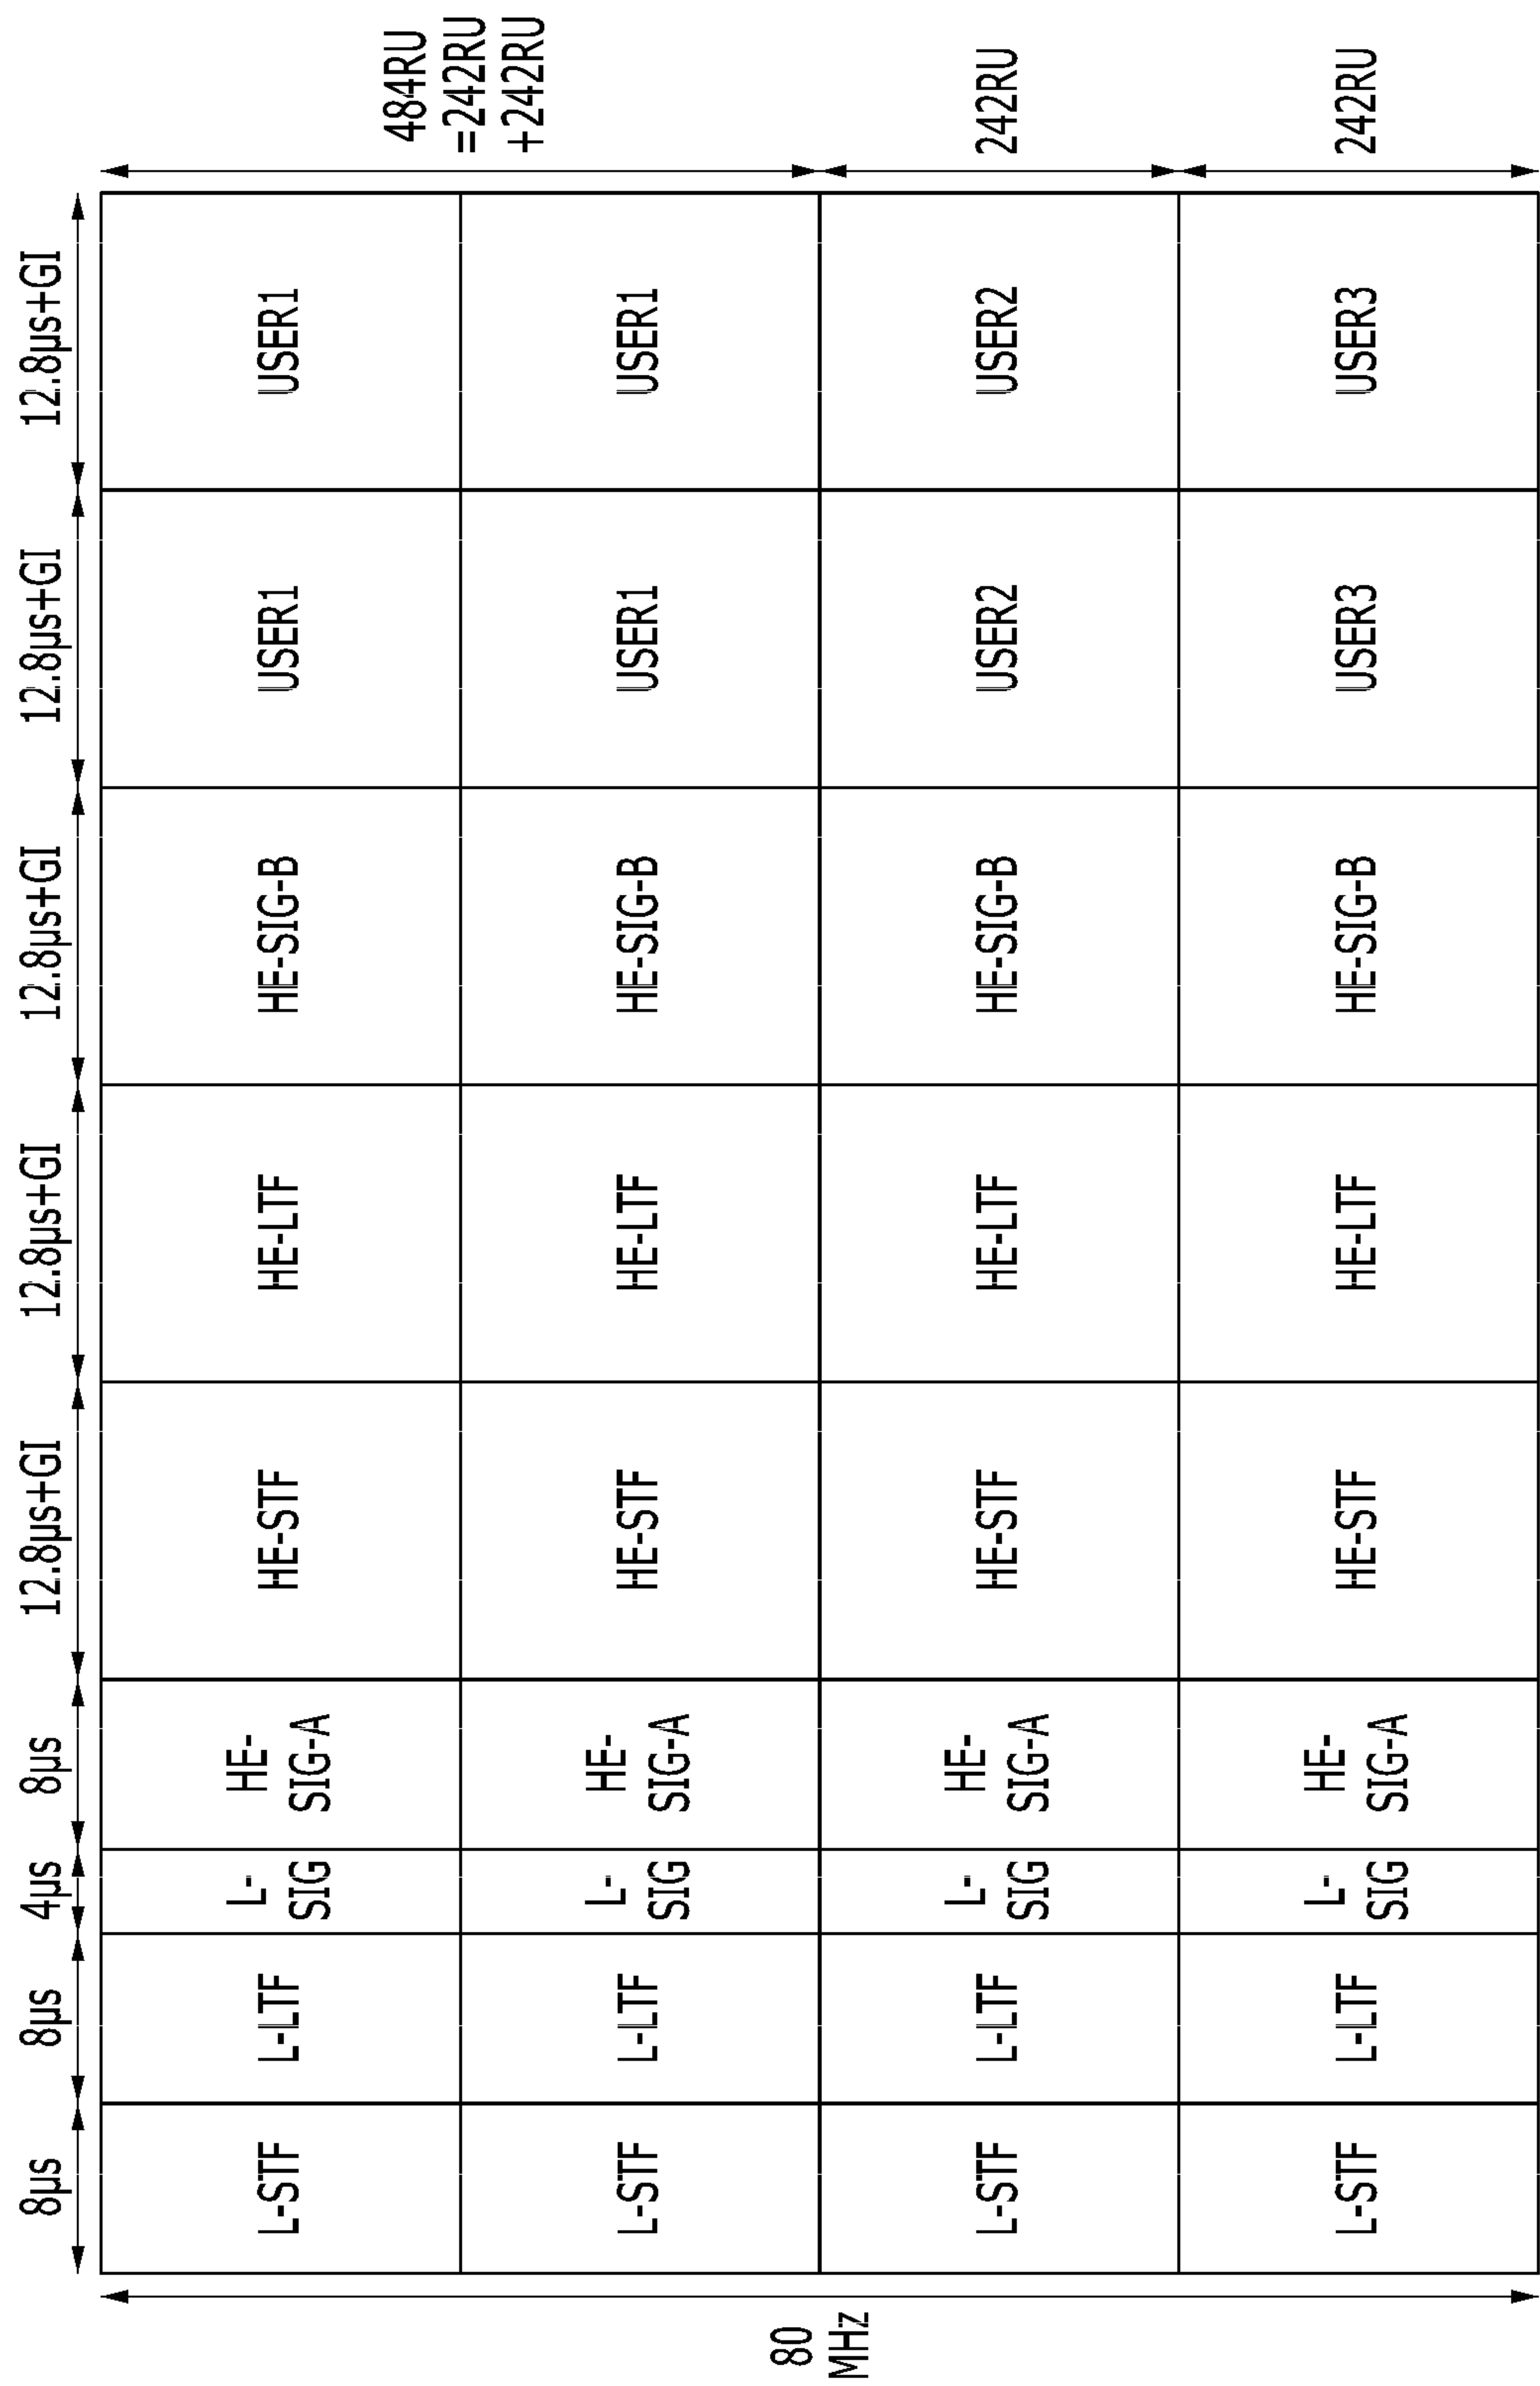 8µs
8µs
4µs
8µs
12.8µs+GI
12.8µs+GI
12.8µs+GI
12.8µs+GI
12.8µs+GI
80
MHz
L-STF
L-LTF
L-
SIG
HE-
SIG-A
HE-STF
HE-LTF
HE-SIG-B
USER1
USER1
484RU
=242RU
+242RU
L-STF
L-LTF
L-
SIG
HE-
SIG-A
HE-STF
HE-LTF
HE-SIG-B
USER1
USER1
L-STF
L-LTF
L-
SIG
HE-
SIG-A
HE-STF
HE-LTF
HE-SIG-B
USER2
USER2
242RU
L-STF
L-LTF
L-
SIG
HE-
SIG-A
HE-STF
HE-LTF
HE-SIG-B
USER3
USER3
242RU